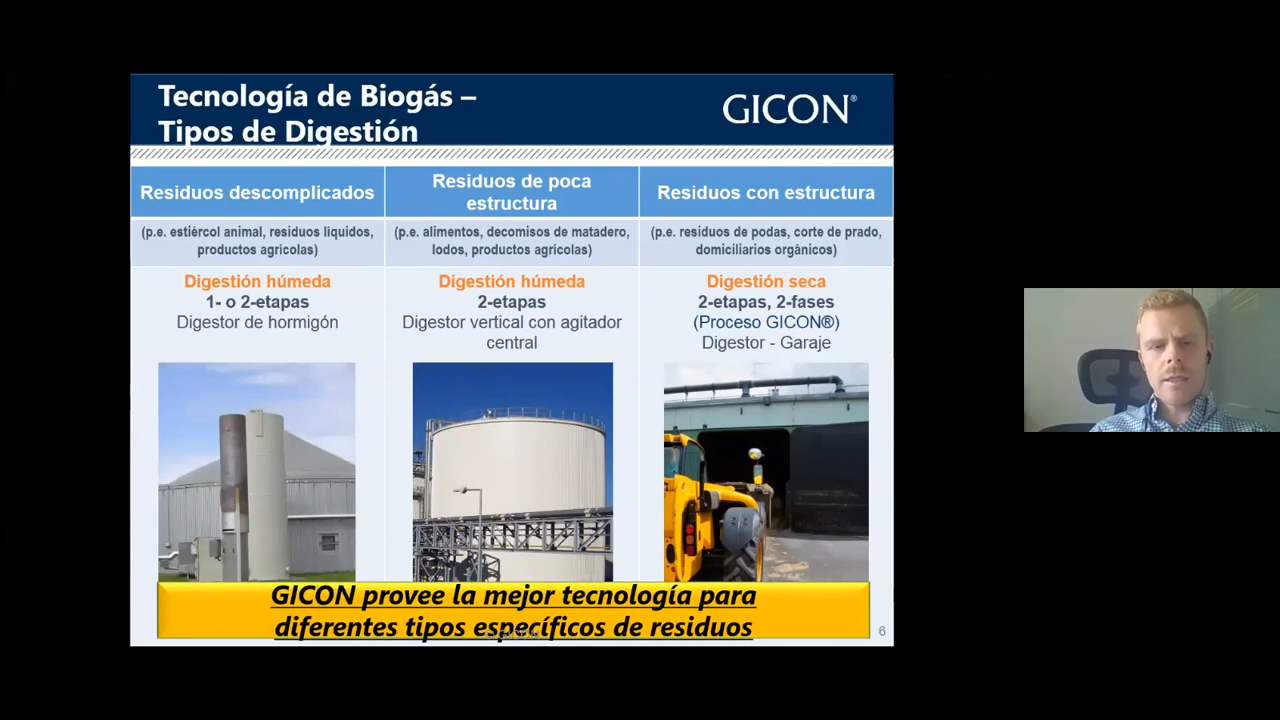 Tecnología de Biogás –
Tipos de Digestión
GICON®
Residuos descomplicados
(p.e. estiércol animal, residuos líquidos,
productos agrícolas)
Digestión húmeda
1- o 2-etapas
Digestor de hormigón
Residuos de poca
estructura
(p.e. alimentos, decomisos de matadero,
lodos, productos agrícolas)
Digestión húmeda
2-etapas
Digestor vertical con agitador
central
Residuos con estructura
(p.e. residuos de podas, corte de prado,
domiciliarios orgánicos)
Digestión seca
2-etapas, 2-fases
(Proceso GICON®)
Digestor - Garaje
GICON provee la mejor tecnología para
diferentes tipos específicos de residuos
6